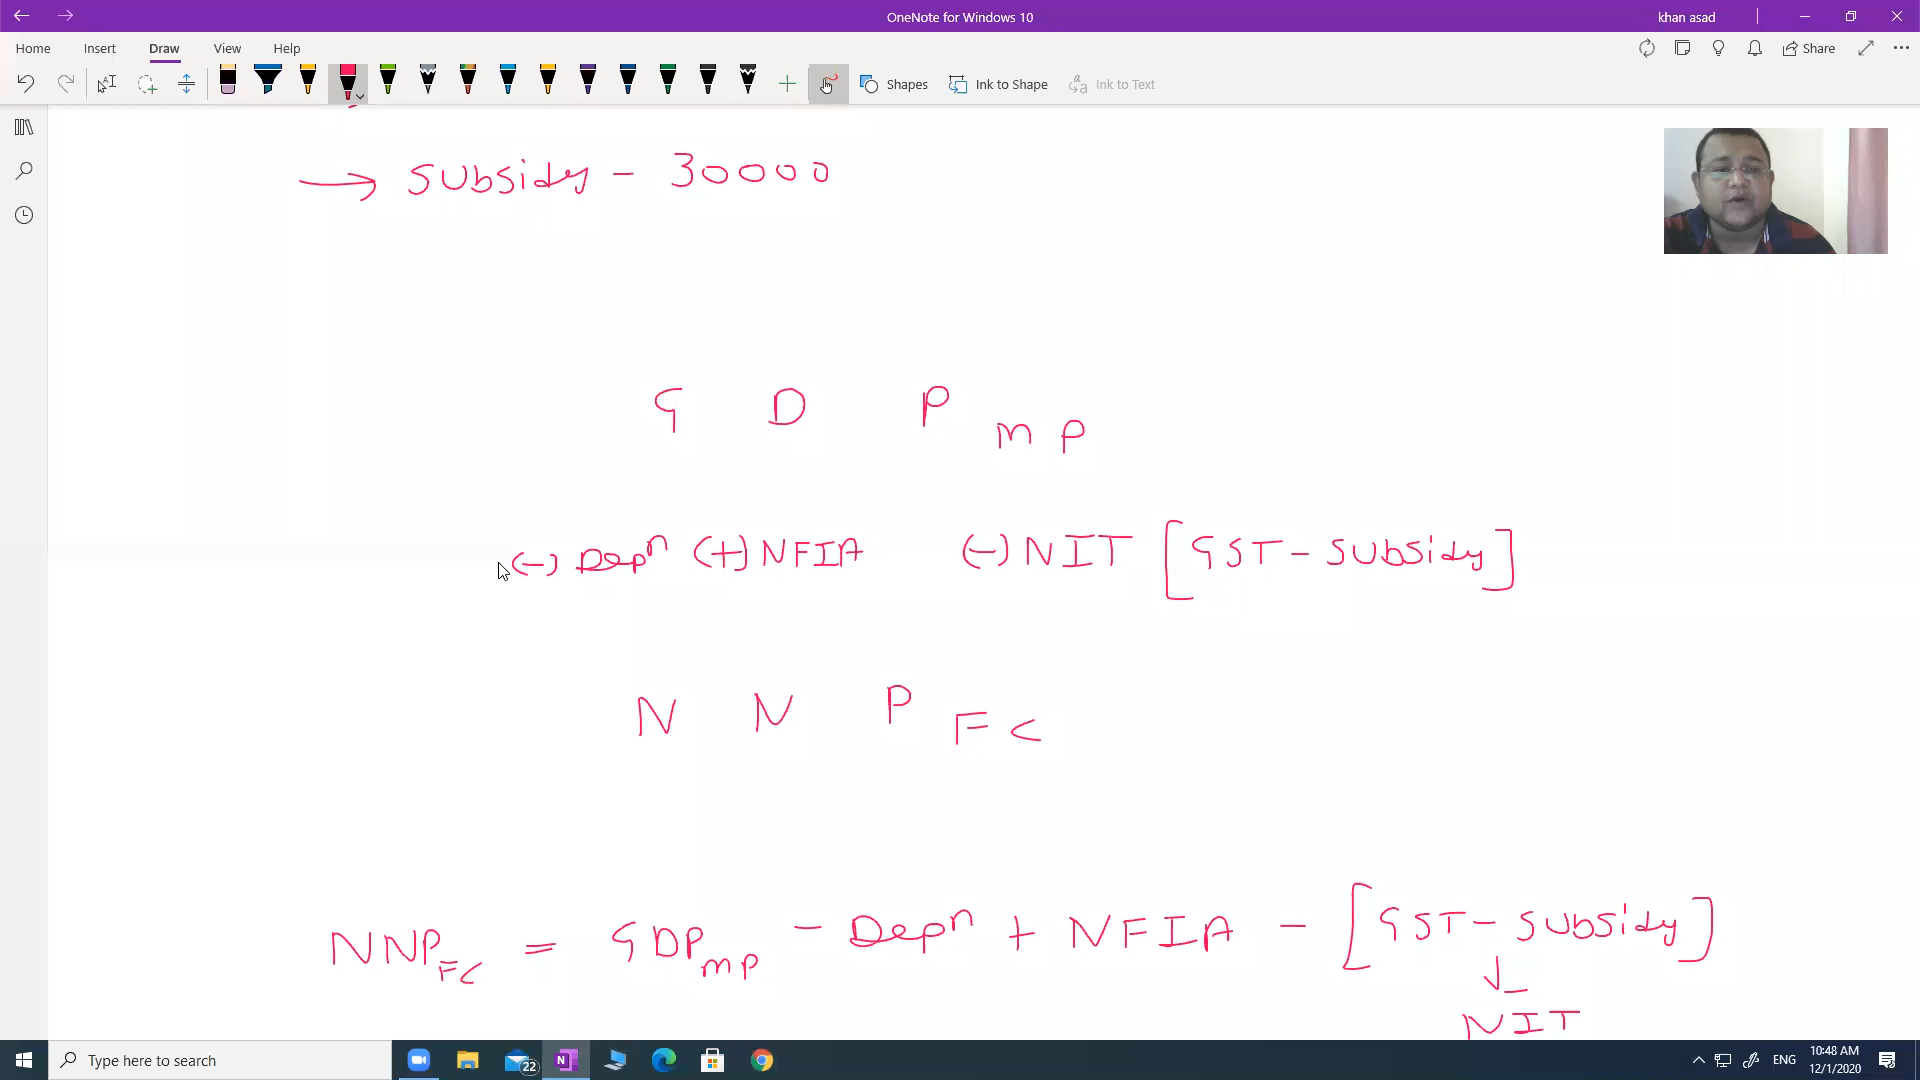 OneNote for Windows 10
khan asad
Home Insert Draw View Help
Share
Shapes Ink to Shape Ink to Text
→ Subsidy - 30000
G D P mp
(-) Depn (+) NFIA (-) NIT [GST - Subsidy]
N N P FC
NNP FC = GDP mp - Depn + NFIA - [GST - Subsidy]
↓
NIT
Type here to search
22
ENG
10:48 AM
12/1/2020